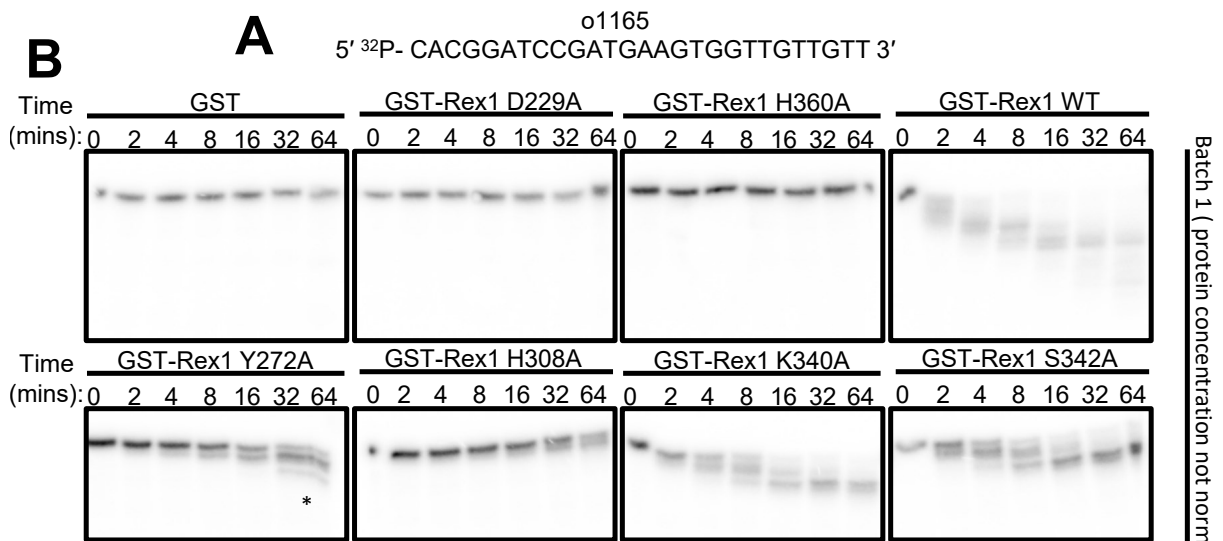 A
o1165
5′ ³²P- CACGGATCCGATGAAGTGGTTGTTGTT 3′
B
Time
(mins):
GST
0 2 4 8 16 32 64
GST-Rex1 D229A
0 2 4 8 16 32 64
GST-Rex1 H360A
0 2 4 8 16 32 64
GST-Rex1 WT
0 2 4 8 16 32 64
Time
(mins):
GST-Rex1 Y272A
0 2 4 8 16 32 64
*
GST-Rex1 H308A
0 2 4 8 16 32 64
GST-Rex1 K340A
0 2 4 8 16 32 64
GST-Rex1 S342A
0 2 4 8 16 32 64
Batch 1 ( protein concentration not norm